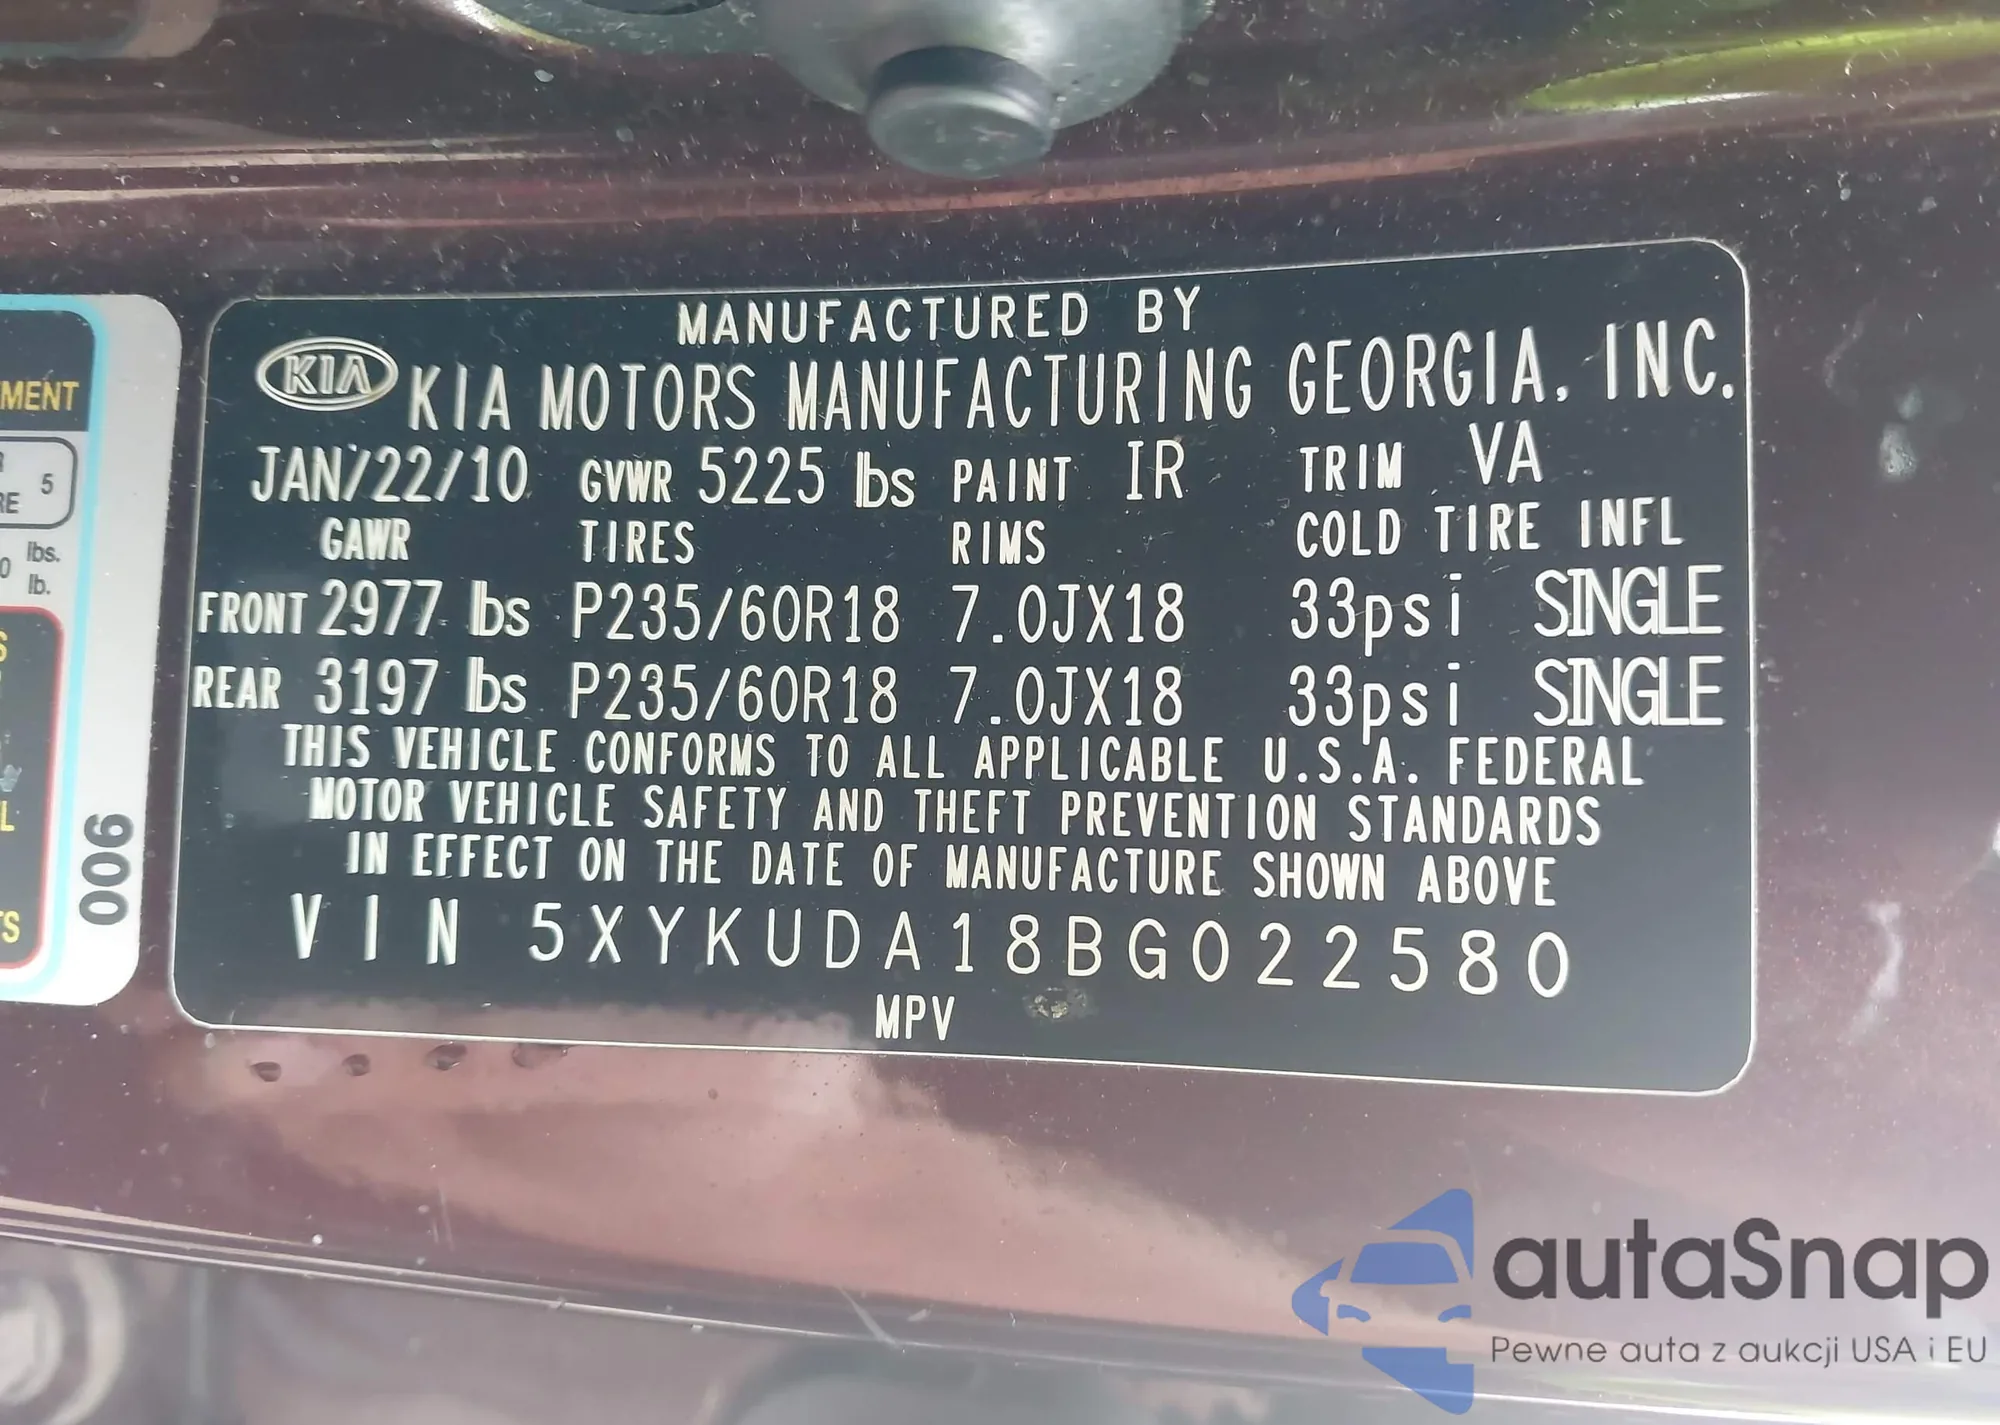 MANUFACTURED BY
KIA KIA MOTORS MANUFACTURING GEORGIA, INC.
JAN/22/10 GVWR 5225 lbs PAINT IR TRIM VA
GAWR TIRES RIMS COLD TIRE INFL
FRONT 2977 lbs P235/60R18 7.0JX18 33psi SINGLE
REAR 3197 lbs P235/60R18 7.0JX18 33psi SINGLE
THIS VEHICLE CONFORMS TO ALL APPLICABLE U.S.A. FEDERAL
MOTOR VEHICLE SAFETY AND THEFT PREVENTION STANDARDS
IN EFFECT ON THE DATE OF MANUFACTURE SHOWN ABOVE
VIN 5XYKUDA18BG022580
MPV
5
lbs.
lb.
006
autaSnap
Pewne auta z aukcji USA i EU